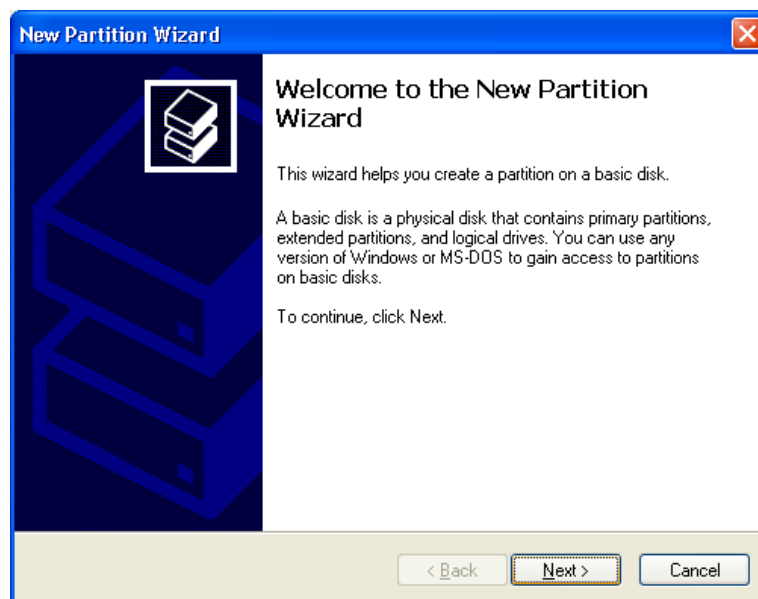 New Partition Wizard
Welcome to the New Partition
Wizard
This wizard helps you create a partition on a basic disk.
A basic disk is a physical disk that contains primary partitions,
extended partitions, and logical drives. You can use any
version of Windows or MS-DOS to gain access to partitions
on basic disks.
To continue, click Next.
< Back
Next >
Cancel